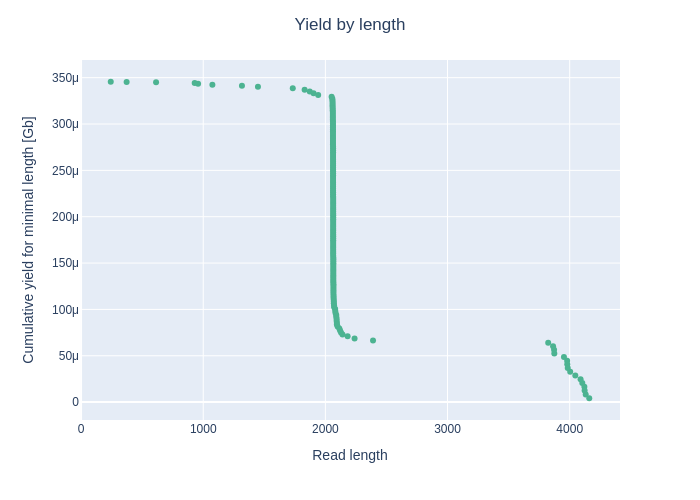 Yield by length
350μ
300μ
250μ
200μ
150μ
100μ
50μ
0
Cumulative yield for minimal length [Gb]
0
1000
2000
3000
4000
Read length